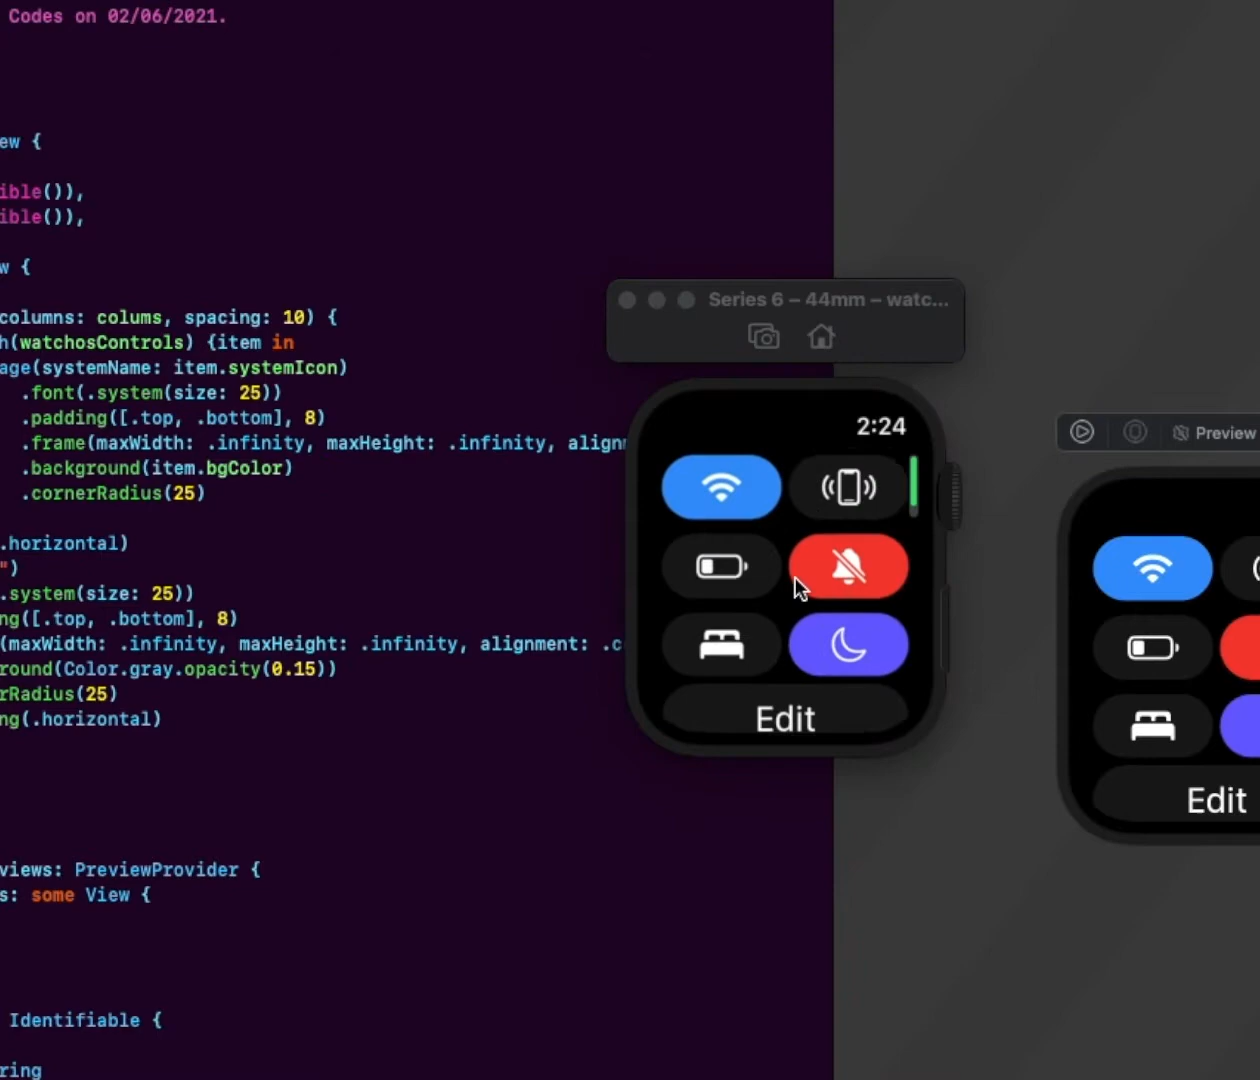 Codes on 02/06/2021.
ew {
ible()),
ible()),
w {
columns: colums, spacing: 10) {
h(watchosControls) {item in
age(systemName: item.systemIcon)
.font(.system(size: 25))
.padding([.top, .bottom], 8)
.frame(maxWidth: .infinity, maxHeight: .infinity, alignm
.background(item.bgColor)
.cornerRadius(25)
.horizontal)
")
.system(size: 25))
ng([.top, .bottom], 8)
(maxWidth: .infinity, maxHeight: .infinity, alignment: .c
round(Color.gray.opacity(0.15))
rRadius(25)
ng(.horizontal)
views: PreviewProvider {
s: some View {
Identifiable {
ring
Series 6 – 44mm – watc...
2:24
Edit
Preview
Edit